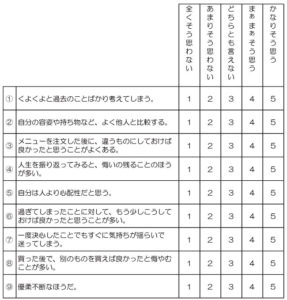 全くそう思わない
あまりそう思わない
どちらとも言えない
まぁまぁそう思う
かなりそう思う
① くよくよと過去のことばかり考えてしまう。 1 2 3 4 5
② 自分の容姿や持ち物など、よく他人と比較する。 1 2 3 4 5
③ メニューを注文した後に、違うものにしておけば
良かったと思うことがよくある。 1 2 3 4 5
④ 人生を振り返ってみると、悔いの残ることのほう
が多い。 1 2 3 4 5
⑤ 自分は人より心配性だと思う。 1 2 3 4 5
⑥ 過ぎてしまったことに対して、もう少しこうして
おけば良かったと思うことが多い。 1 2 3 4 5
⑦ 一度決心したことでもすぐに気持ちが揺らいで
迷ってしまう。 1 2 3 4 5
⑧ 買った後で、別のものを買えば良かったと悔やむ
ことが多い。 1 2 3 4 5
⑨ 優柔不断なほうだ。 1 2 3 4 5